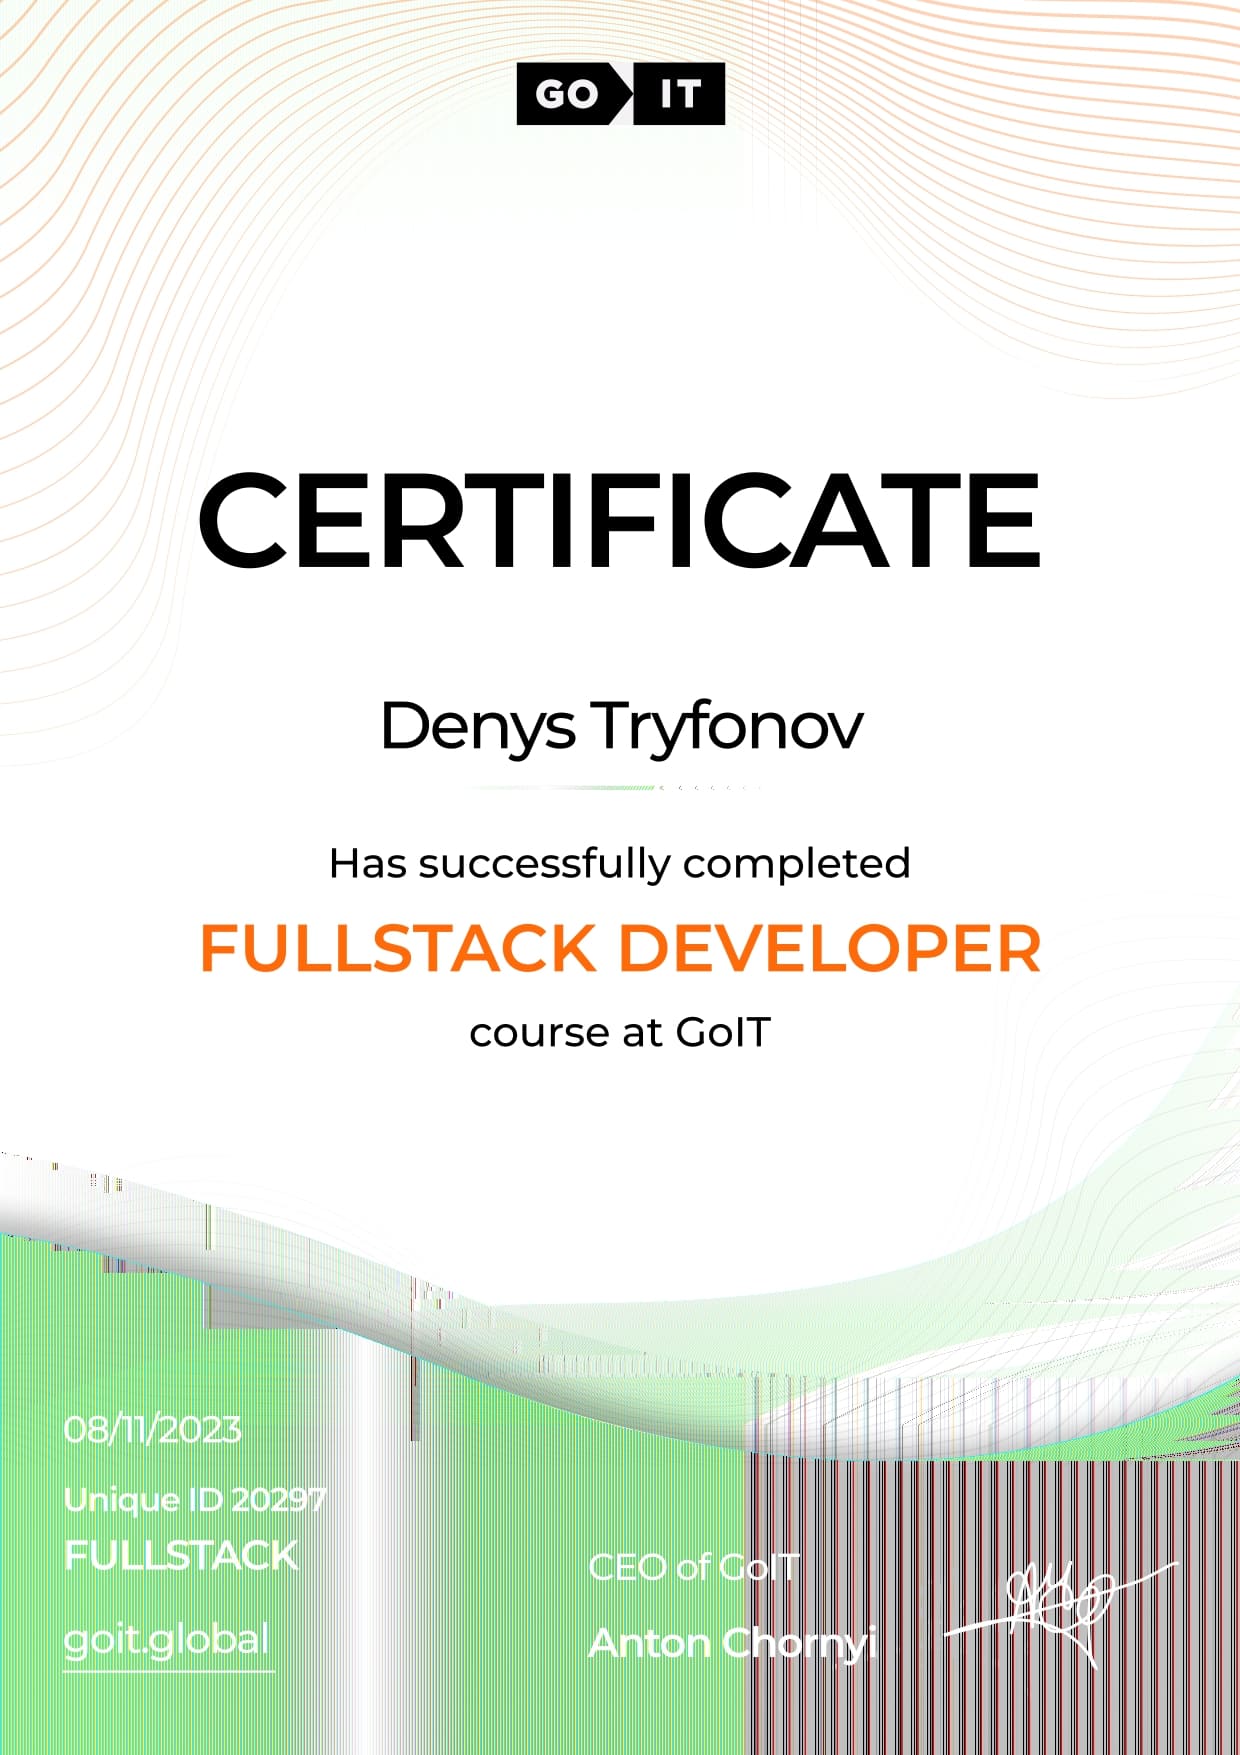 GO IT
CERTIFICATE
Denys Tryfonov
Has successfully completed
FULLSTACK DEVELOPER
course at GoIT
08/11/2023
Unique ID 20297
FULLSTACK
goit.global
CEO of GoIT
Anton Chornyi